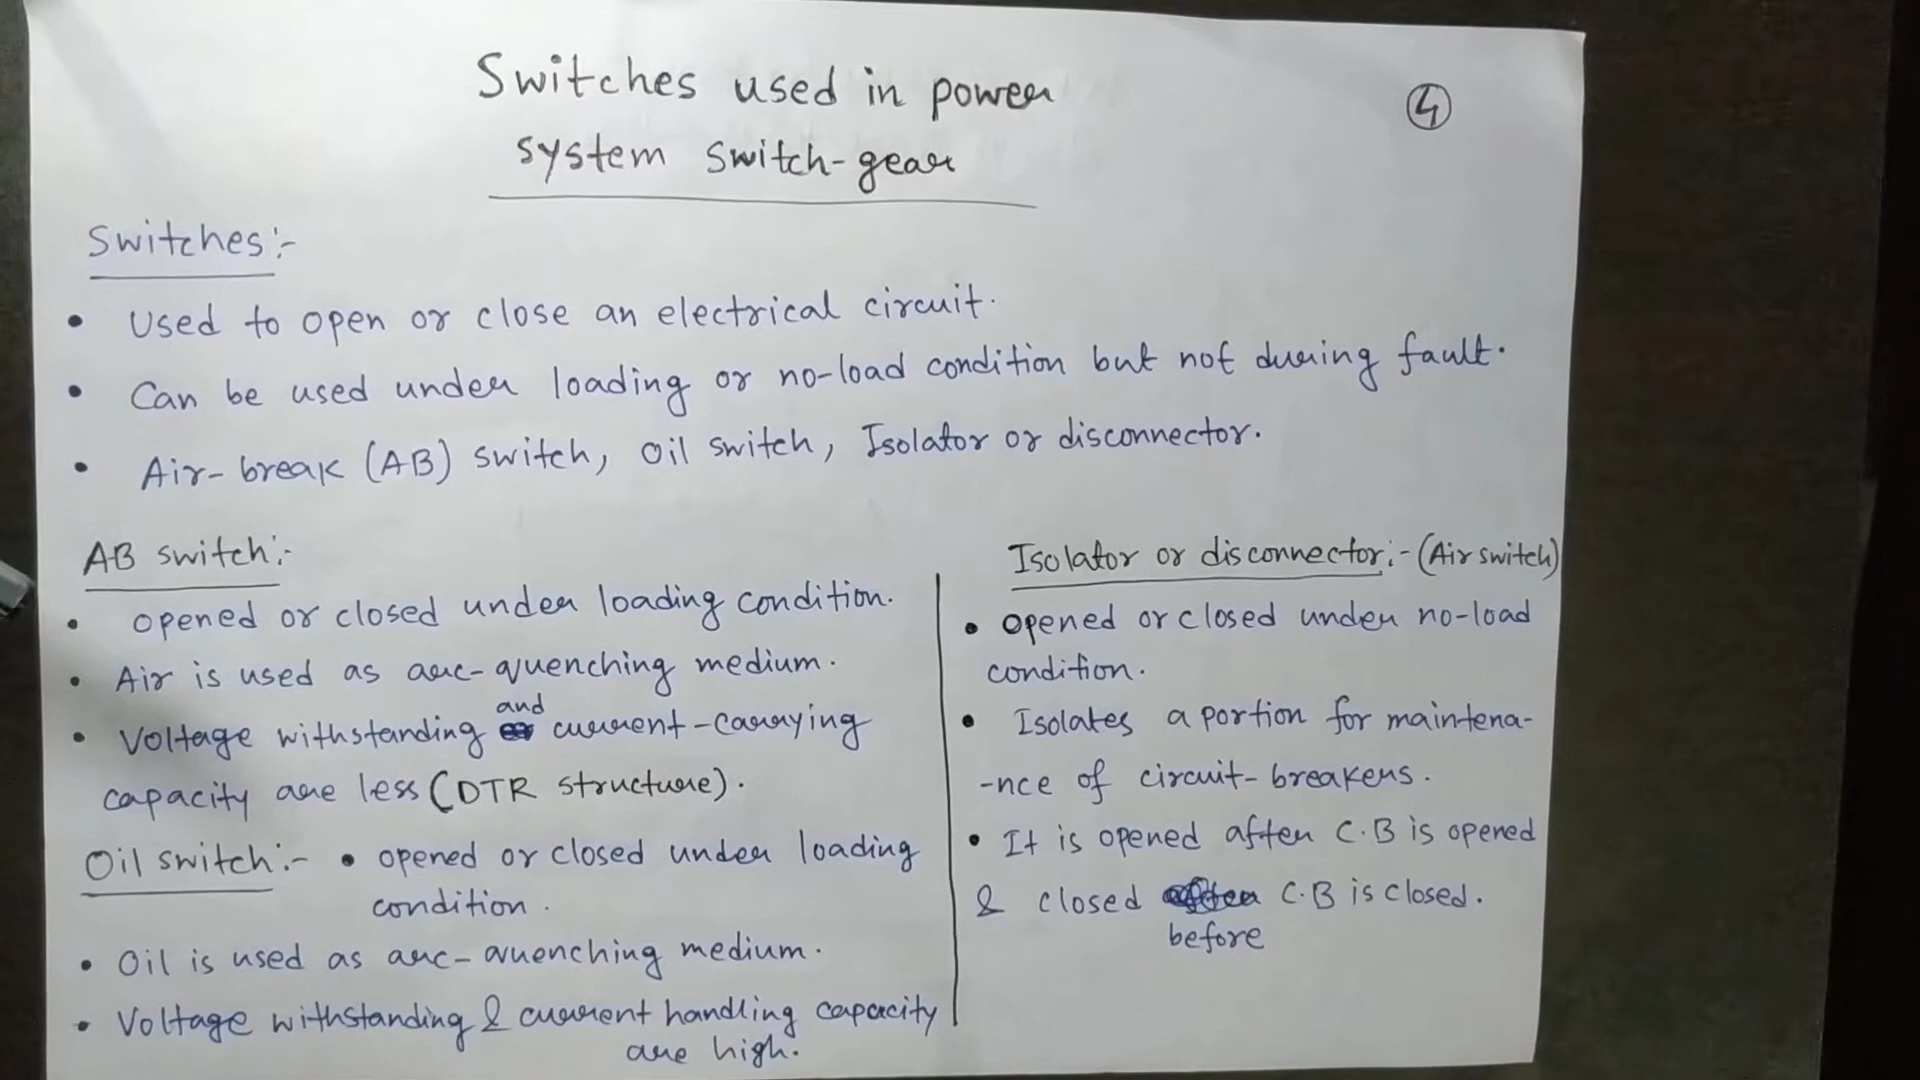 Switches used in power
system switch-gear
4
Switches:-
• Used to open or close an electrical circuit.
• Can be used under loading or no-load condition but not during fault.
• Air-break (AB) switch, Oil switch, Isolator or disconnector.
AB switch:-
• opened or closed under loading condition.
• Air is used as arc-quenching medium.
and
• Voltage withstanding current-carrying
capacity are less (DTR structure).
Oil switch:- • opened or closed under loading
condition.
• Oil is used as arc-quenching medium.
• Voltage withstanding & current handling capacity
are high.
Isolator or disconnector:- (Air switch)
• opened or closed under no-load
condition.
• Isolates a portion for maintena-
-nce of circuit-breakers.
• It is opened after C.B is opened
& closed C.B is closed.
before